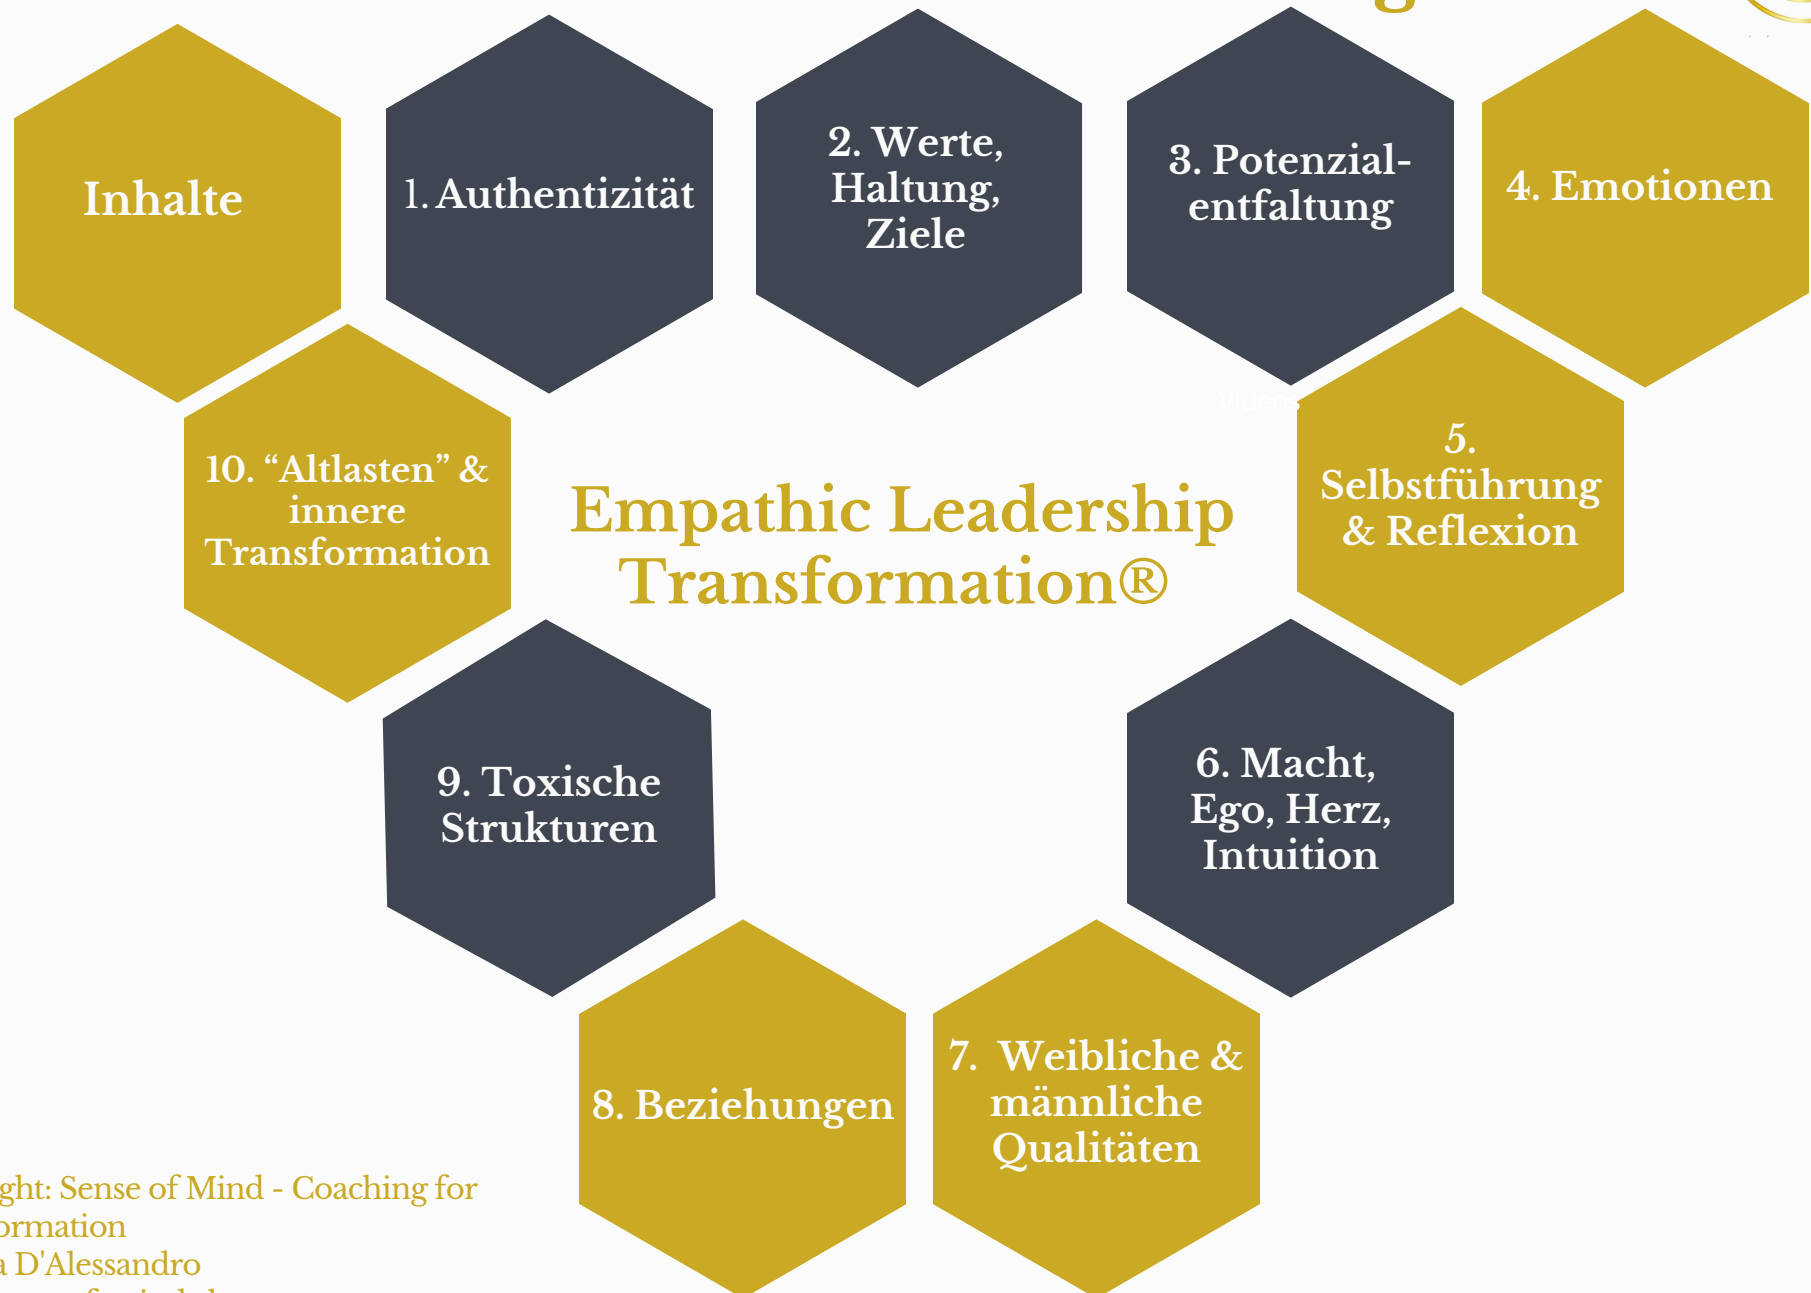 Inhalte
1. Authentizität
2. Werte,
Haltung,
Ziele
3. Potenzial-
entfaltung
4. Emotionen
Videos
5.
Selbstführung
& Reflexion
10. “Altlasten” &
innere
Transformation
Empathic Leadership
Transformation®
9. Toxische
Strukturen
6. Macht,
Ego, Herz,
Intuition
8. Beziehungen
7. Weibliche &
männliche
Qualitäten
ght: Sense of Mind - Coaching for
ormation
a D'Alessandro